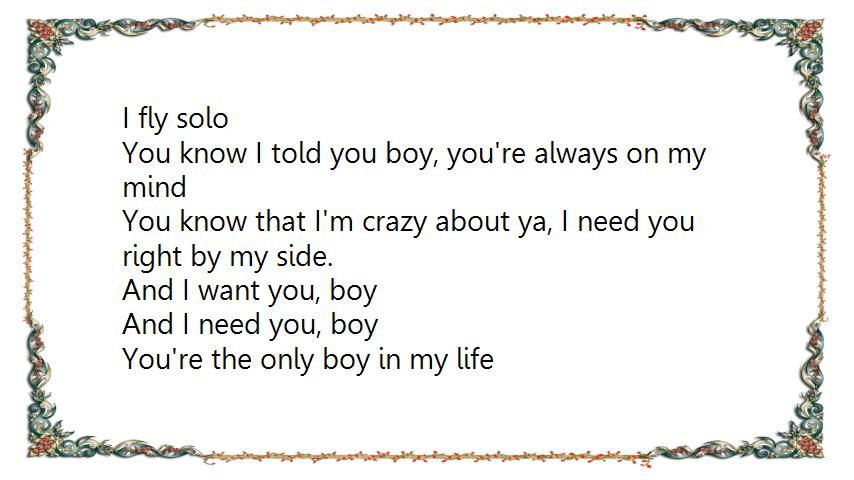 I fly solo
You know I told you boy, you're always on my
mind
You know that I'm crazy about ya, I need you
right by my side.
And I want you, boy
And I need you, boy
You're the only boy in my life